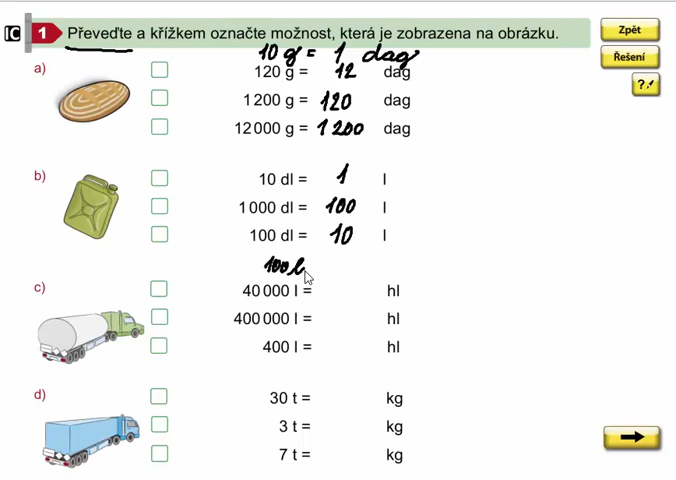 IC 1 Převeďte a křížkem označte možnost, která je zobrazena na obrázku.
Zpět
Řešení
?
10 g = 1 dag
a)
120 g = 12 dag
1 200 g = 120 dag
12 000 g = 1 200 dag
b)
10 dl = 1 l
1 000 dl = 100 l
100 dl = 10 l
100 l
c)
40 000 l = hl
400 000 l = hl
400 l = hl
d)
30 t = kg
3 t = kg
7 t = kg